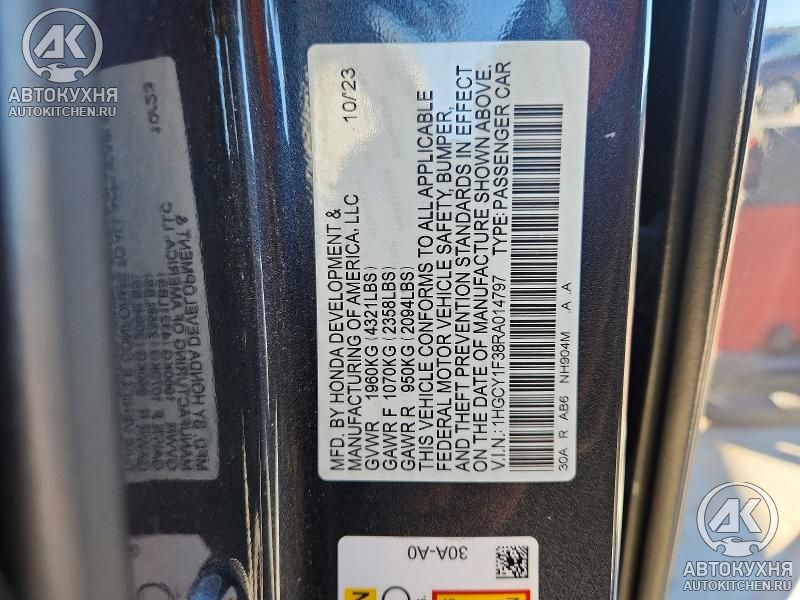 АВТОКУХНЯ
AUTOKITCHEN.RU
MFD. BY HONDA DEVELOPMENT & 10/23
MANUFACTURING OF AMERICA, LLC
GVWR 1960KG (4321LBS)
GAWR F 1070KG (2358LBS)
GAWR R 950KG (2094LBS)
THIS VEHICLE CONFORMS TO ALL APPLICABLE
FEDERAL MOTOR VEHICLE SAFETY, BUMPER,
AND THEFT PREVENTION STANDARDS IN EFFECT
ON THE DATE OF MANUFACTURE SHOWN ABOVE.
V.I.N.: 1HGCY1F38RA014797 TYPE: PASSENGER CAR
30A R AB6 NH904M .A .A
30A-A0
АВТОКУХНЯ
AUTOKITCHEN.RU